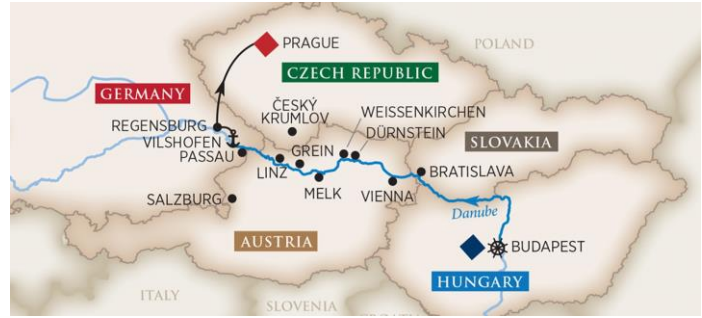 PRAGUE
POLAND
CZECH REPUBLIC
GERMANY
ČESKÝ
KRUMLOV
WEISSENKIRCHEN
DÜRNSTEIN
REGENSBURG
VILSHOFEN
PASSAU
GREIN
SLOVAKIA
LINZ
MELK
VIENNA
BRATISLAVA
SALZBURG
Danube
AUSTRIA
BUDAPEST
HUNGARY
ITALY
SLOVENIA